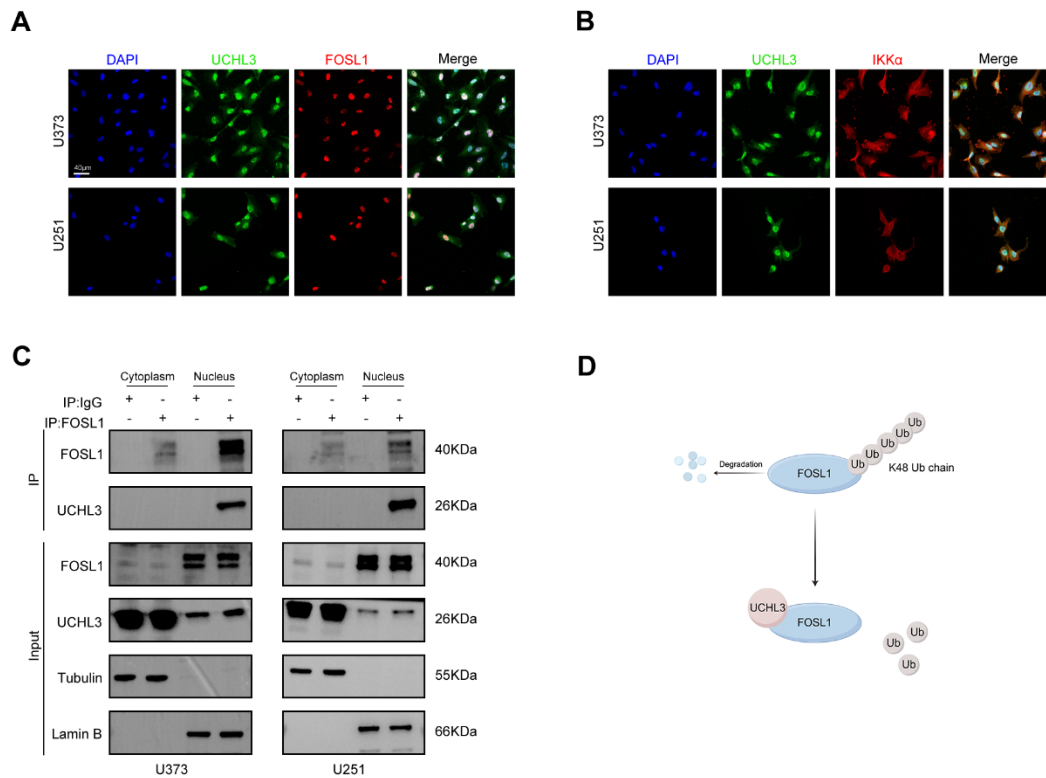 A
DAPI UCHL3 FOSL1 Merge
U373
40μm
U251
B
DAPI UCHL3 IKKα Merge
U373
U251
C
Cytoplasm Nucleus Cytoplasm Nucleus
IP:IgG + - + - + - + -
IP:FOSL1 - + - + - + - +
IP
FOSL1 40KDa
UCHL3 26KDa
Input
FOSL1 40KDa
UCHL3 26KDa
Tubulin 55KDa
Lamin B 66KDa
U373 U251
D
Ub
Ub
Ub
Ub
Ub
Degradation
FOSL1
K48 Ub chain
UCHL3
FOSL1
Ub
Ub
Ub